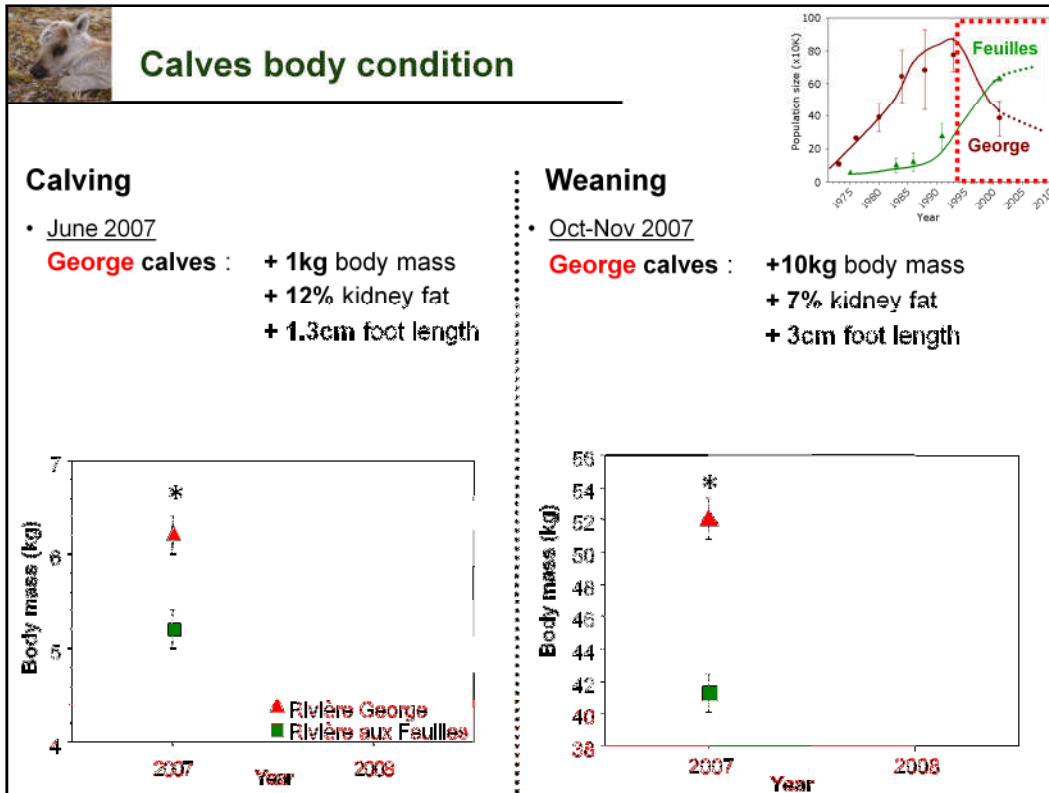 Calves body condition
Population size (x10K)
100
80
60
40
20
0
Feuilles
George
1975
1980
1985
1990
1995
2000
2005
2010
Year
Calving
• June 2007
George calves : + 1kg body mass
+ 12% kidney fat
+ 1.3cm foot length
Weaning
• Oct-Nov 2007
George calves : +10kg body mass
+ 7% kidney fat
+ 3cm foot length
Body mass (kg)
7
6
5
4
*
Rivière George
Rivière aux Feuilles
2007
2008
Year
Body mass (kg)
56
54
52
50
48
46
44
42
40
38
*
2007
2008
Year